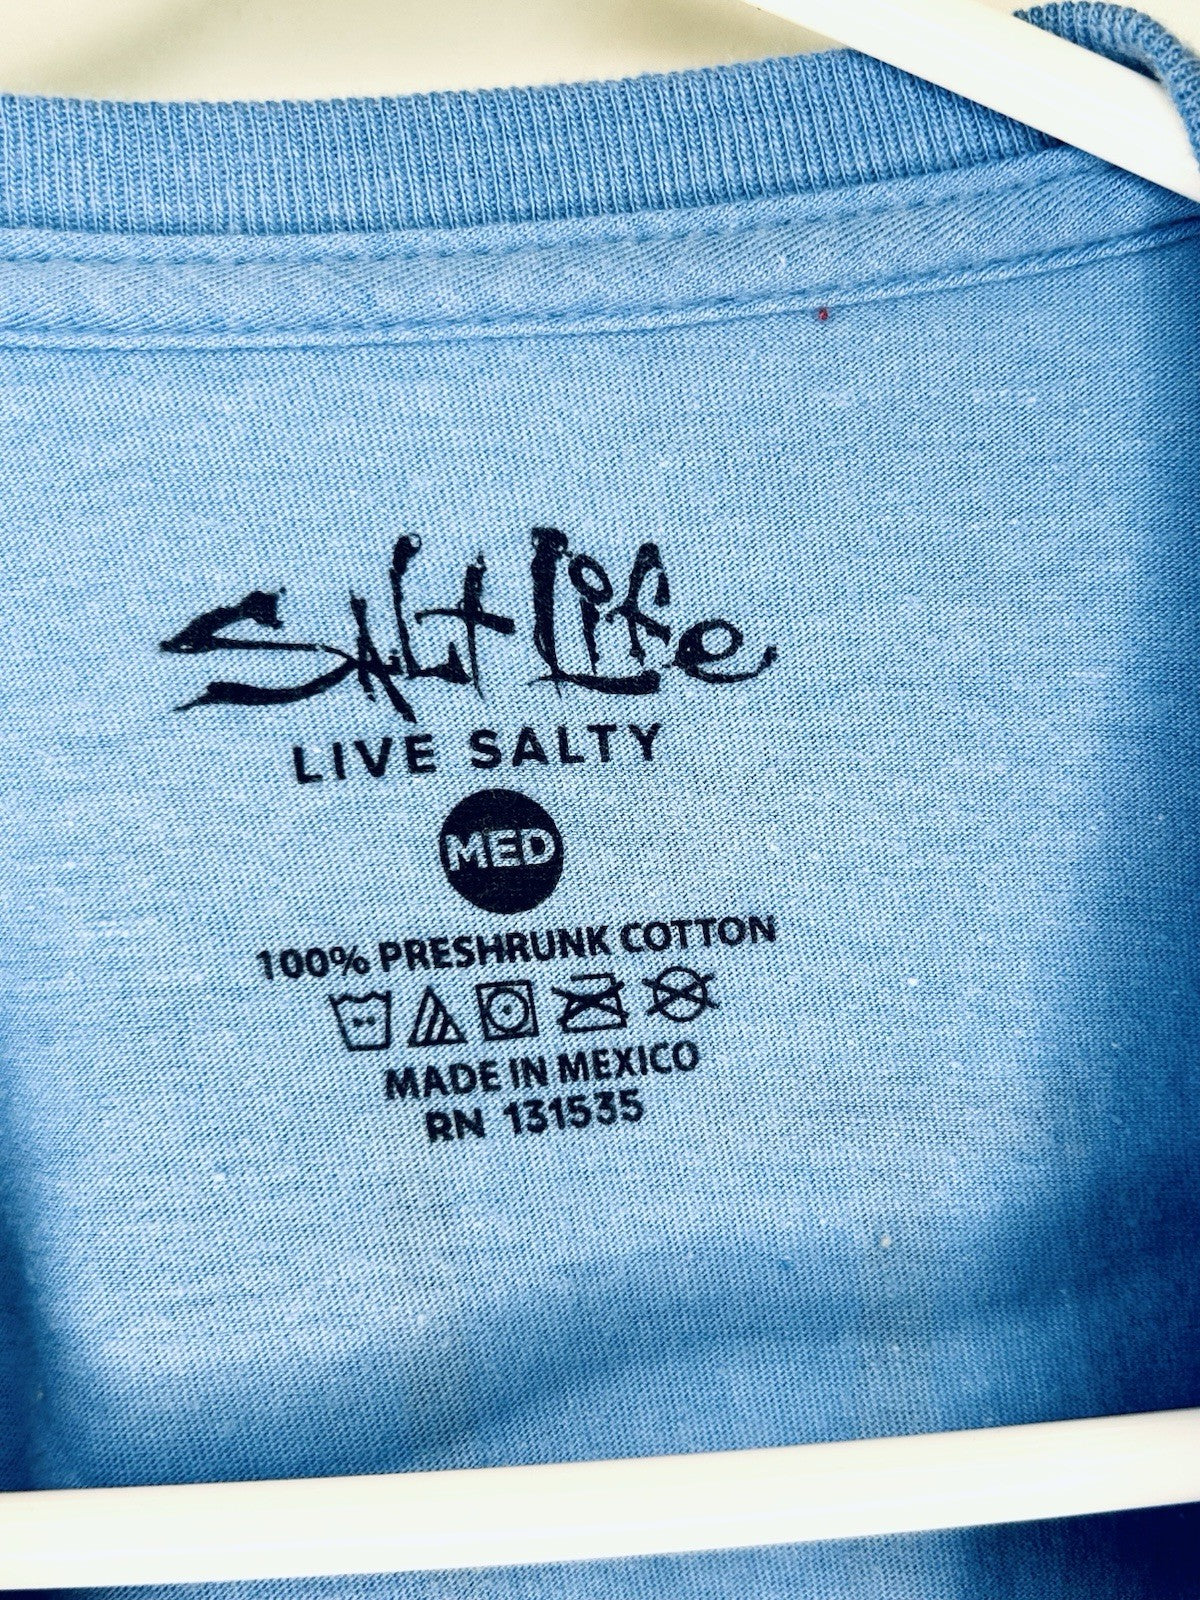 Salt Life
LIVE SALTY
MED
100% PRESHRUNK COTTON
MADE IN MEXICO
RN 131535